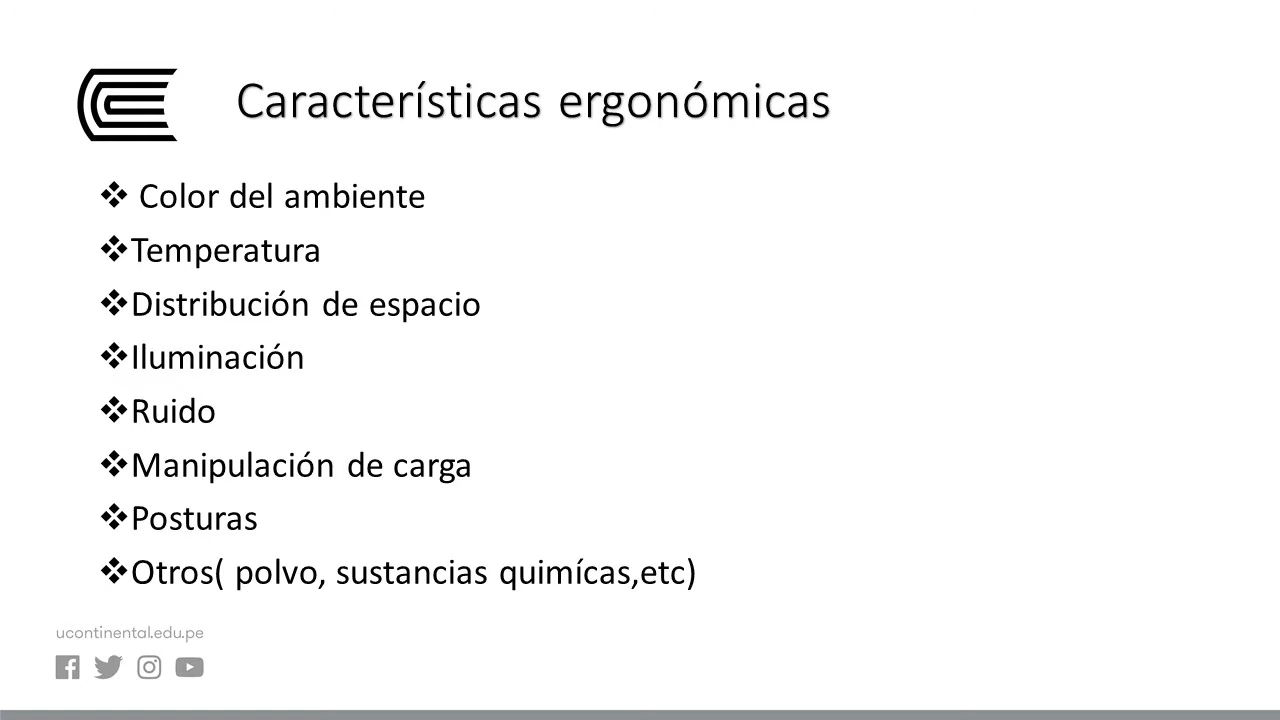 Características ergonómicas
❖ Color del ambiente
❖Temperatura
❖Distribución de espacio
❖Iluminación
❖Ruido
❖Manipulación de carga
❖Posturas
❖Otros( polvo, sustancias quimícas,etc)
ucontinental.edu.pe